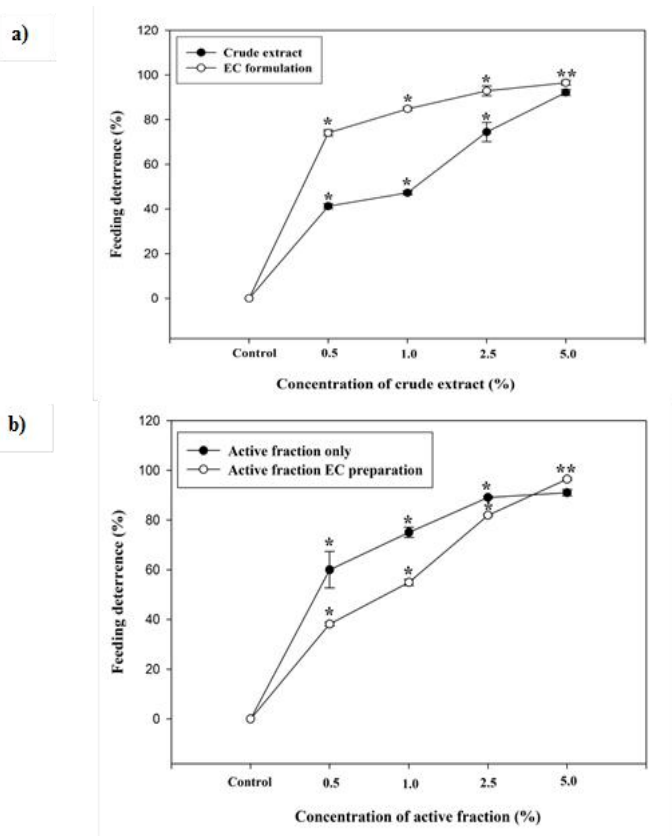 a)
120
100
80
60
40
20
0
Feeding deterrence (%)
Crude extract
EC formulation
*
*
*
**
*
*
*
Control 0.5 1.0 2.5 5.0
Concentration of crude extract (%)
b)
120
100
80
60
40
20
0
Feeding deterrence (%)
Active fraction only
Active fraction EC preparation
*
*
*
**
*
*
*
Control 0.5 1.0 2.5 5.0
Concentration of active fraction (%)